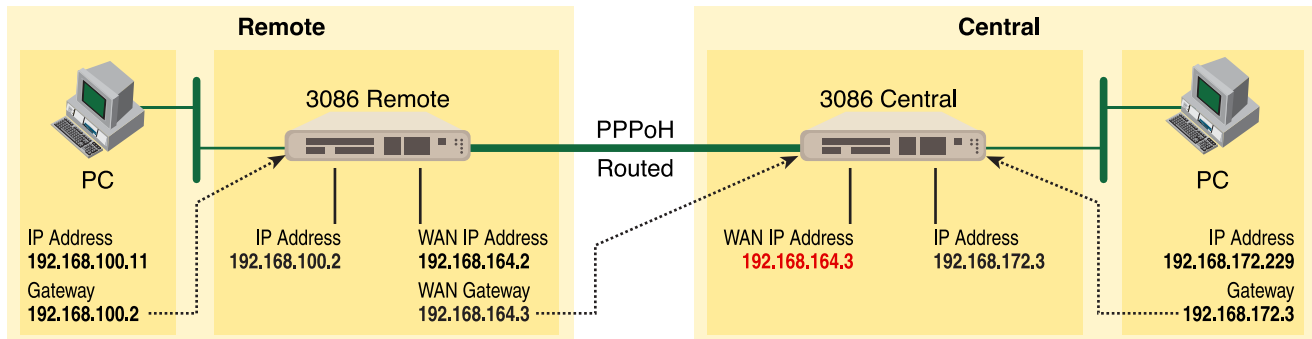 Remote
Central
3086 Remote
3086 Central
PPPoH
Routed
PC
PC
IP Address
192.168.100.11
Gateway
192.168.100.2
IP Address
192.168.100.2
WAN IP Address
192.168.164.2
WAN Gateway
192.168.164.3
WAN IP Address
192.168.164.3
IP Address
192.168.172.3
IP Address
192.168.172.229
Gateway
192.168.172.3